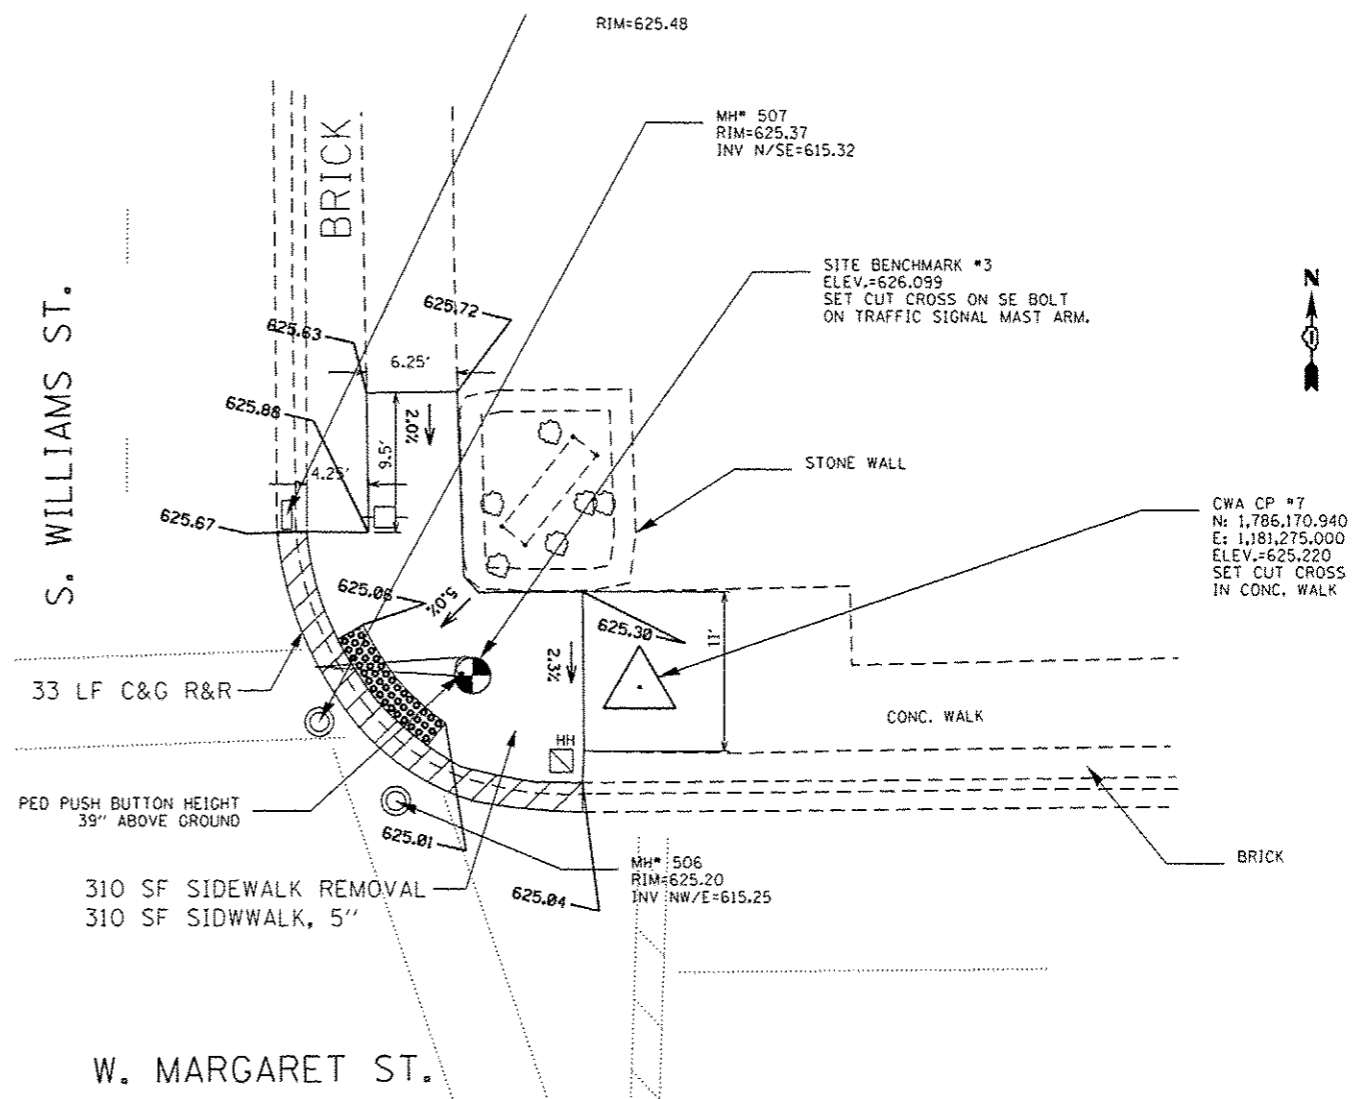 RIM=625.48
MH# 507
RIM=625.37
INV N/SE=615.32
BRICK
SITE BENCHMARK #3
ELEV.=626.099
SET CUT CROSS ON SE BOLT
ON TRAFFIC SIGNAL MAST ARM.
N
S. WILLIAMS ST.
625.72
625.63
6.25'
625.88
2.0%
9.5'
4.25'
STONE WALL
625.67
CWA CP #7
N: 1,786,170.940
E: 1,181,275.000
ELEV.=625.220
SET CUT CROSS
IN CONC. WALK
625.06
5.0%
625.30
11'
2.3%
33 LF C&G R&R
CONC. WALK
HH
PED PUSH BUTTON HEIGHT
39" ABOVE GROUND
625.01
MH# 506
RIM=625.20
INV NW/E=615.25
BRICK
310 SF SIDEWALK REMOVAL
310 SF SIDWWALK, 5"
625.04
W. MARGARET ST.